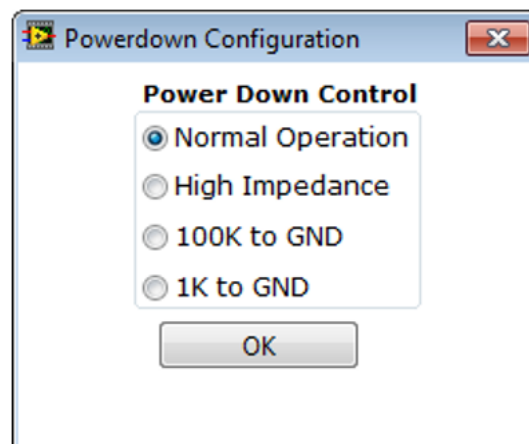 Powerdown Configuration
Power Down Control
Normal Operation
High Impedance
100K to GND
1K to GND
OK